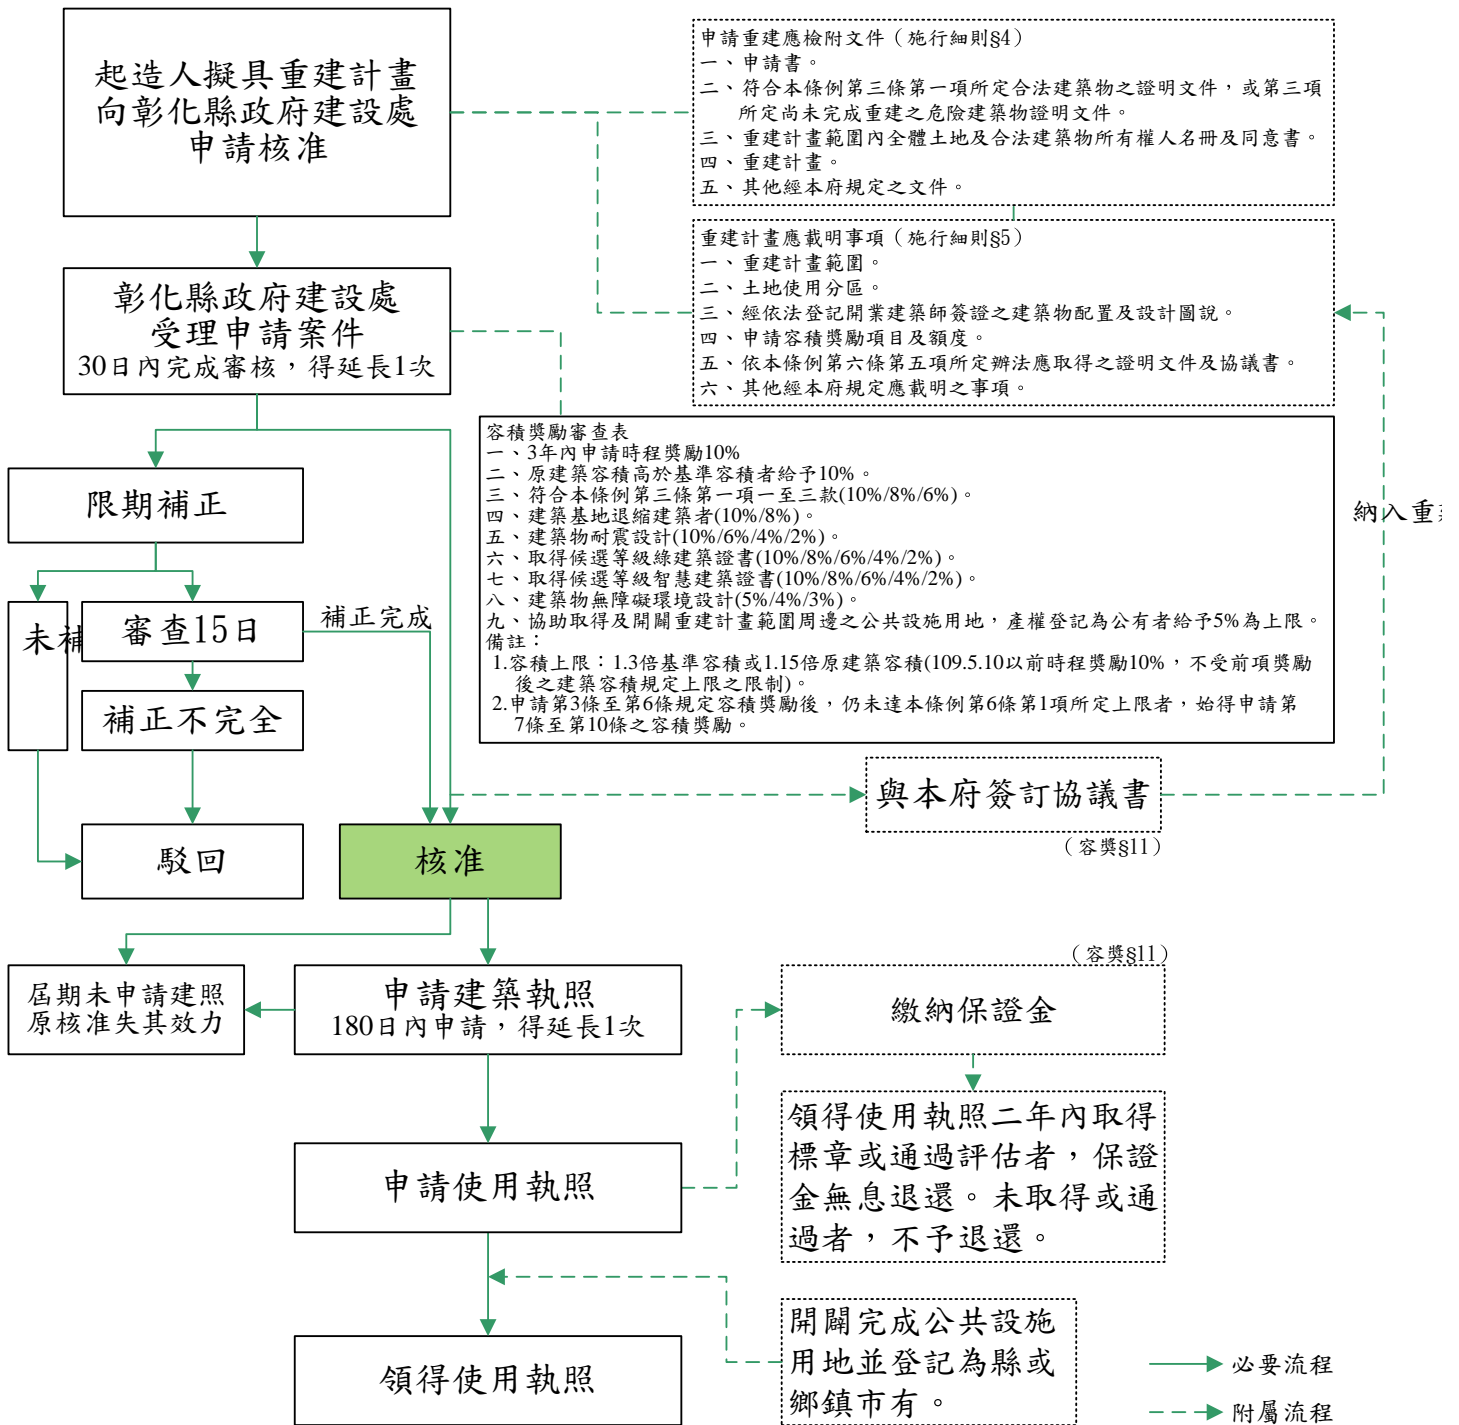 起造人擬具重建計畫
向彰化縣政府建設處
申請核准
申請重建應檢附文件（施行細則§4）
一、申請書。
二、符合本條例第三條第一項所定合法建築物之證明文件，或第三項
所定尚未完成重建之危險建築物證明文件。
三、重建計畫範圍內全體土地及合法建築物所有權人名冊及同意書。
四、重建計畫。
五、其他經本府規定之文件。
重建計畫應載明事項（施行細則§5）
一、重建計畫範圍。
二、土地使用分區。
三、經依法登記開業建築師簽證之建築物配置及設計圖說。
四、申請容積獎勵項目及額度。
五、依本條例第六條第五項所定辦法應取得之證明文件及協議書。
六、其他經本府規定應載明之事項。
彰化縣政府建設處
受理申請案件
30日內完成審核，得延長1次
容積獎勵審查表
一、3年內申請時程獎勵10%
二、原建築容積高於基準容積者給予10%。
三、符合本條例第三條第一項一至三款(10%/8%/6%)。
四、建築基地退縮建築者(10%/8%)。
五、建築物耐震設計(10%/6%/4%/2%)。
六、取得候選等級綠建築證書(10%/8%/6%/4%/2%)。
七、取得候選等級智慧建築證書(10%/8%/6%/4%/2%)。
八、建築物無障礙環境設計(5%/4%/3%)。
九、協助取得及開闢重建計畫範圍周邊之公共設施用地，產權登記為公有者給予5%為上限。
備註：
1.容積上限：1.3倍基準容積或1.15倍原建築容積(109.5.10以前時程獎勵10%，不受前項獎勵
後之建築容積規定上限之限制)。
2.申請第3條至第6條規定容積獎勵後，仍未達本條例第6條第1項所定上限者，始得申請第
7條至第10條之容積獎勵。
納入重
限期補正
未補
審查15日
補正完成
補正不完全
駁回
核准
與本府簽訂協議書
（容獎§11）
屆期未申請建照
原核准失其效力
申請建築執照
180日內申請，得延長1次
（容獎§11）
繳納保證金
領得使用執照二年內取得
標章或通過評估者，保證
金無息退還。未取得或通
過者，不予退還。
申請使用執照
開闢完成公共設施
用地並登記為縣或
鄉鎮市有。
領得使用執照
必要流程
附屬流程